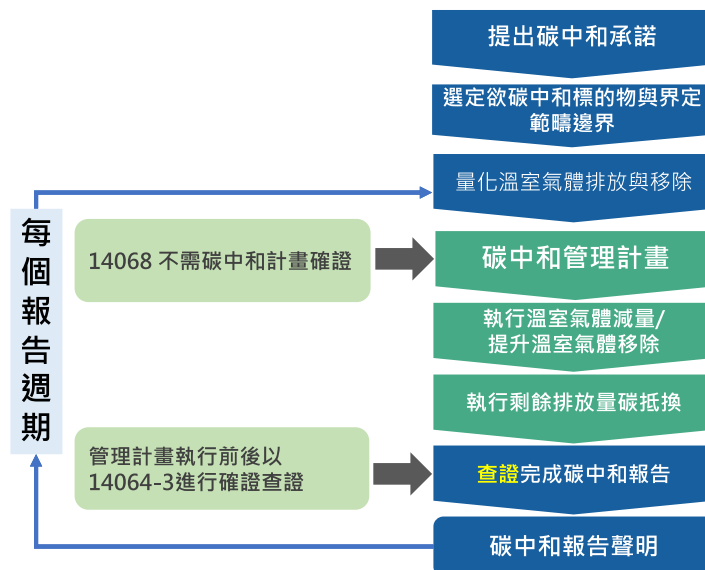 提出碳中和承諾
選定欲碳中和標的物與界定
範疇邊界
量化溫室氣體排放與移除
每個報告週期
14068 不需碳中和計畫確證
碳中和管理計畫
執行溫室氣體減量/
提升溫室氣體移除
執行剩餘排放量碳抵換
管理計畫執行前後以
14064-3進行確證查證
查證完成碳中和報告
碳中和報告聲明